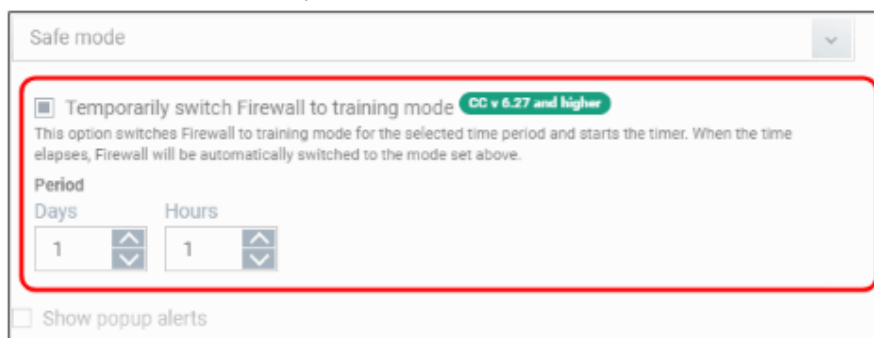 Safe mode
Temporarily switch Firewall to training mode CC v 6.27 and higher
This option switches Firewall to training mode for the selected time period and starts the timer. When the time
elapses, Firewall will be automatically switched to the mode set above.
Period
Days Hours
1 1
Show popup alerts